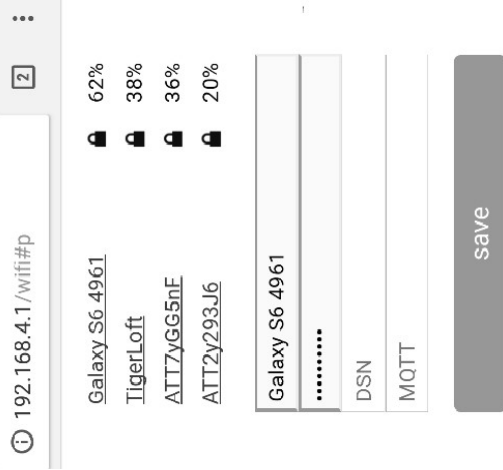 192.168.4.1/wifi#p
2
Galaxy S6 4961 62%
TigerLoft 38%
ATT7yGG5nF 36%
ATT2y293J6 20%
Galaxy S6 4961
••••••••••
DSN
MQTT
save